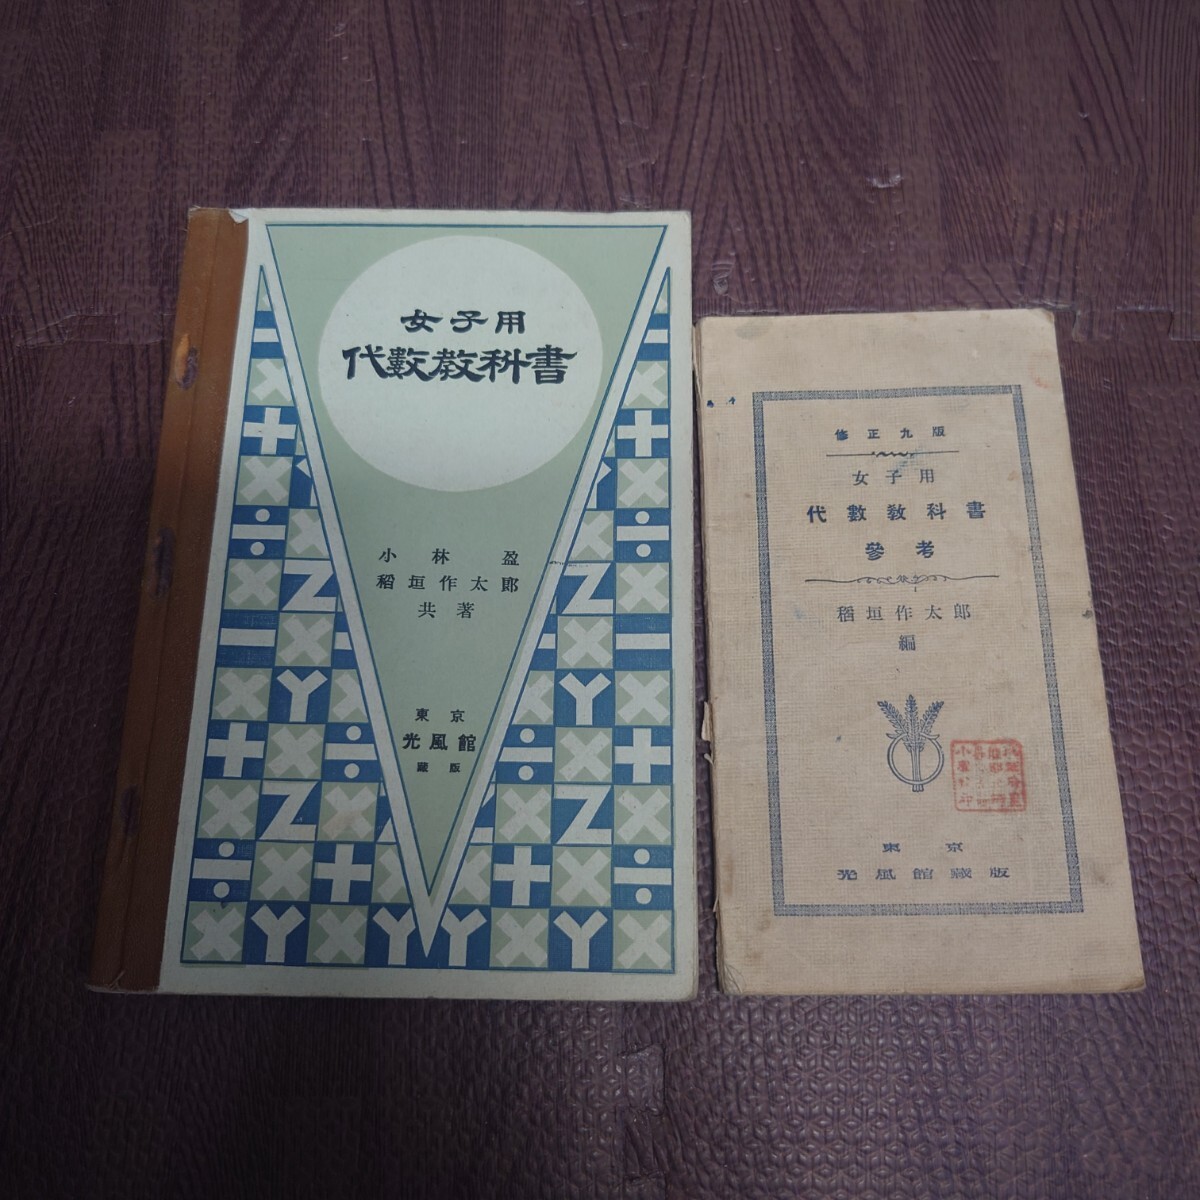 女子用
代數教科書
小林 盈
稻垣作太郎
共著
東京
光風館
藏版
修正九版
女子用
代數教科書
參考
稻垣作太郎
編
東京
光風館藏版